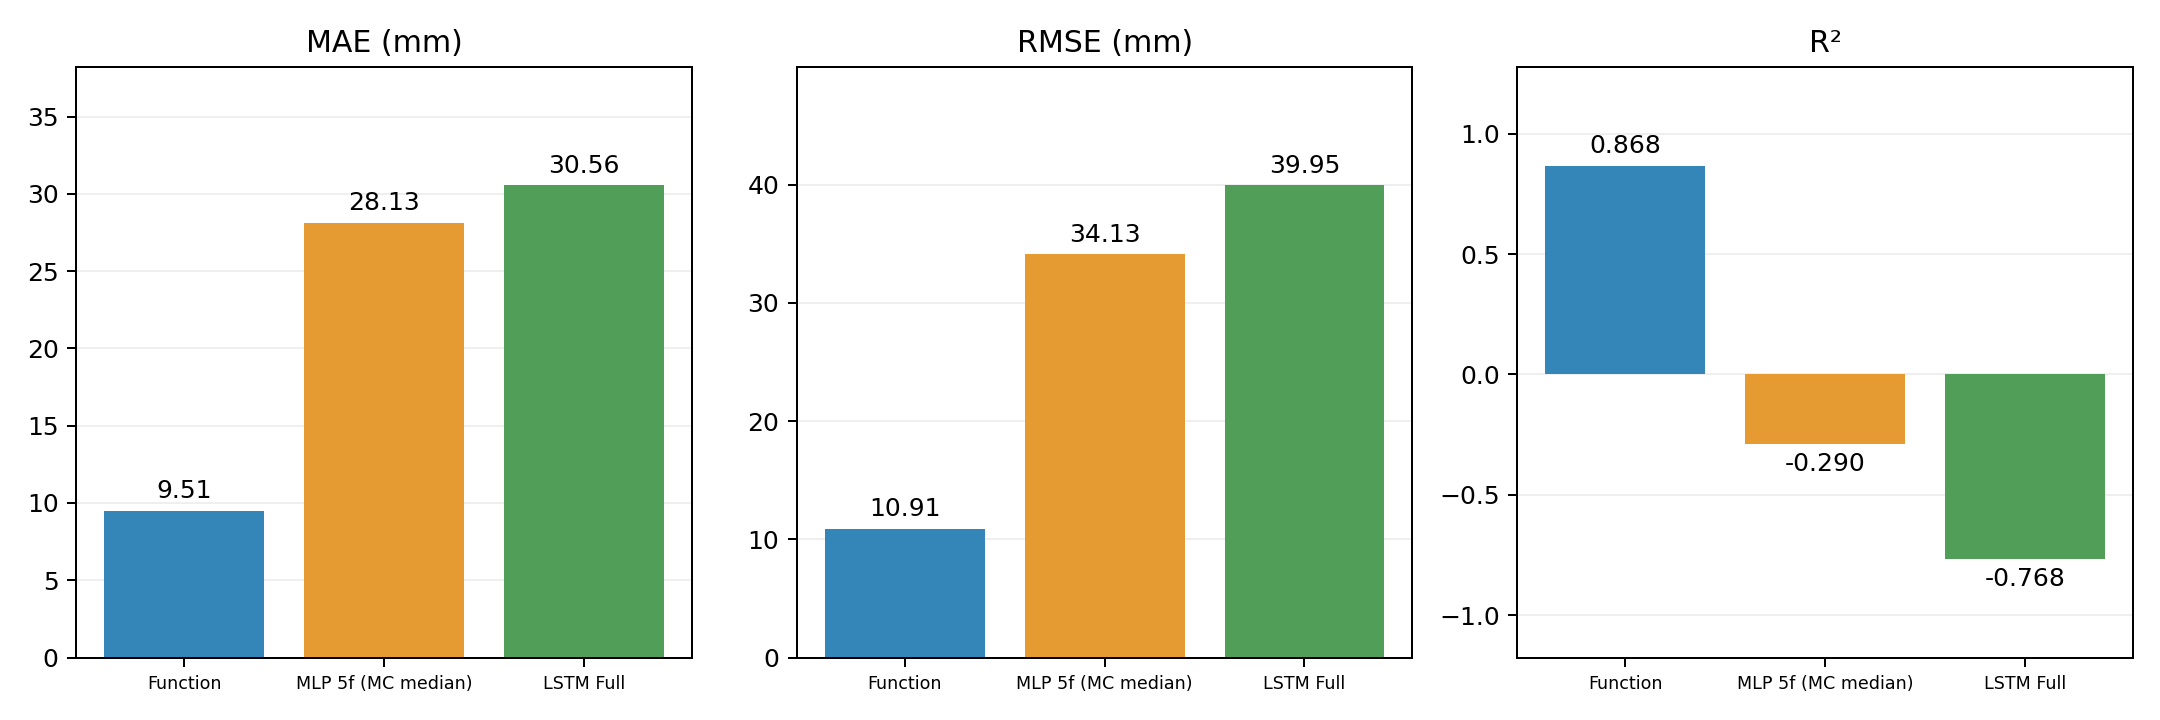 MAE (mm)
35
30
25
20
15
10
5
0
9.51
28.13
30.56
Function
MLP 5f (MC median)
LSTM Full
RMSE (mm)
40
30
20
10
0
10.91
34.13
39.95
Function
MLP 5f (MC median)
LSTM Full
R²
1.0
0.5
0.0
−0.5
−1.0
0.868
-0.290
-0.768
Function
MLP 5f (MC median)
LSTM Full